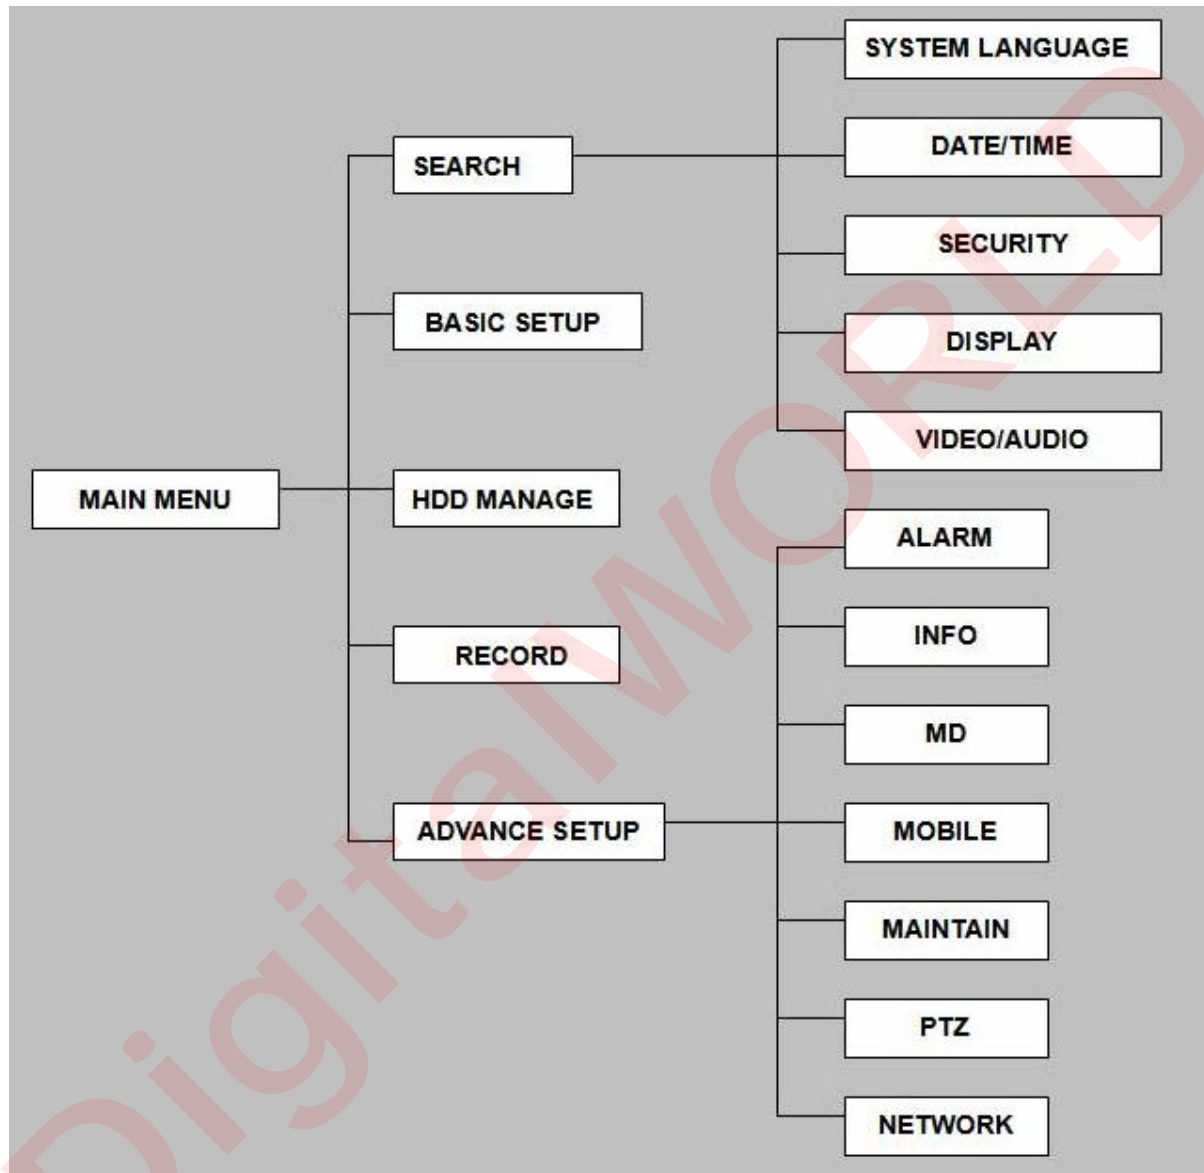 SYSTEM LANGUAGE
SEARCH
DATE/TIME
SECURITY
BASIC SETUP
DISPLAY
VIDEO/AUDIO
MAIN MENU
HDD MANAGE
ALARM
INFO
RECORD
MD
ADVANCE SETUP
MOBILE
MAINTAIN
PTZ
NETWORK
DigitalWORLD